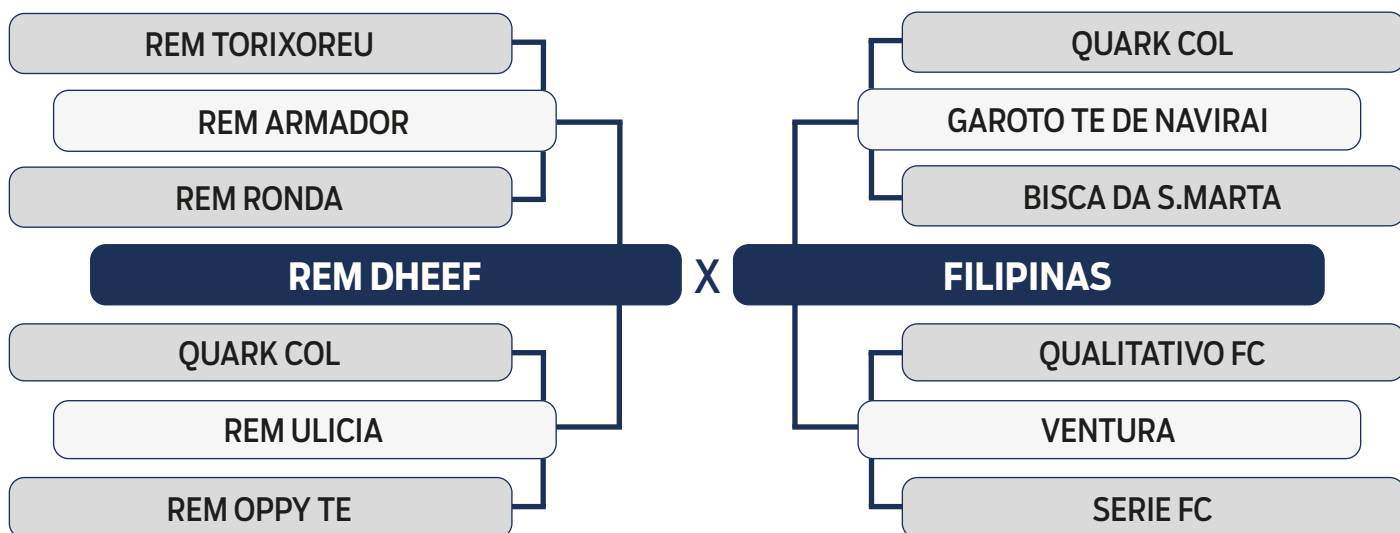 REM TORIXOREU
REM ARMADOR
REM RONDA
REM DHEEF
QUARK COL
REM ULICIA
REM OPPY TE
X
QUARK COL
GAROTO TE DE NAVIRAI
BISCA DA S.MARTA
FILIPINAS
QUALITATIVO FC
VENTURA
SERIE FC